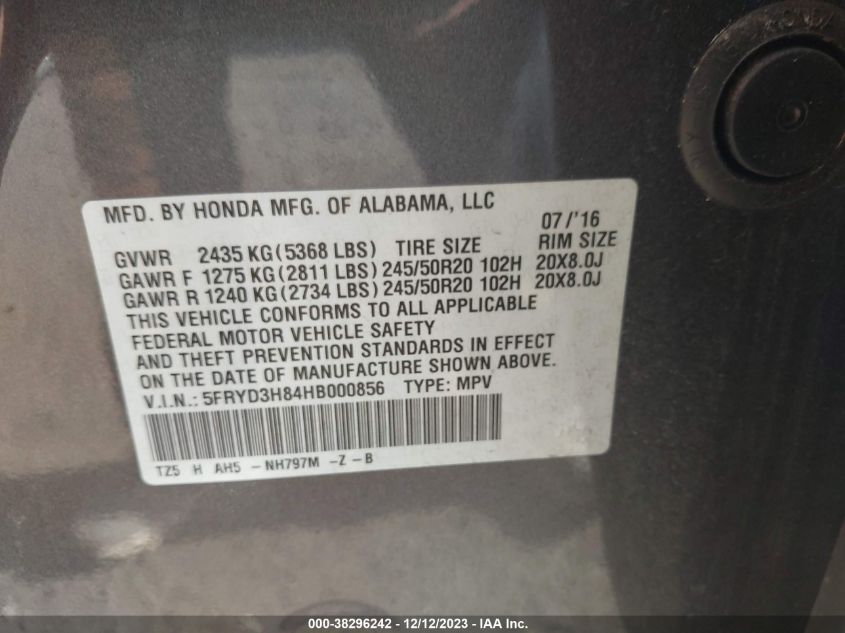 MFD. BY HONDA MFG. OF ALABAMA, LLC
07/'16
GVWR 2435 KG(5368 LBS) TIRE SIZE RIM SIZE
GAWR F 1275 KG(2811 LBS) 245/50R20 102H 20X8.0J
GAWR R 1240 KG(2734 LBS) 245/50R20 102H 20X8.0J
THIS VEHICLE CONFORMS TO ALL APPLICABLE
FEDERAL MOTOR VEHICLE SAFETY
AND THEFT PREVENTION STANDARDS IN EFFECT
ON THE DATE OF MANUFACTURE SHOWN ABOVE.
V.I.N.: 5FRYD3H84HB000856 TYPE: MPV
TZ5 H AH5 -NH797M -Z-B
000-38296242 - 12/12/2023 - IAA Inc.